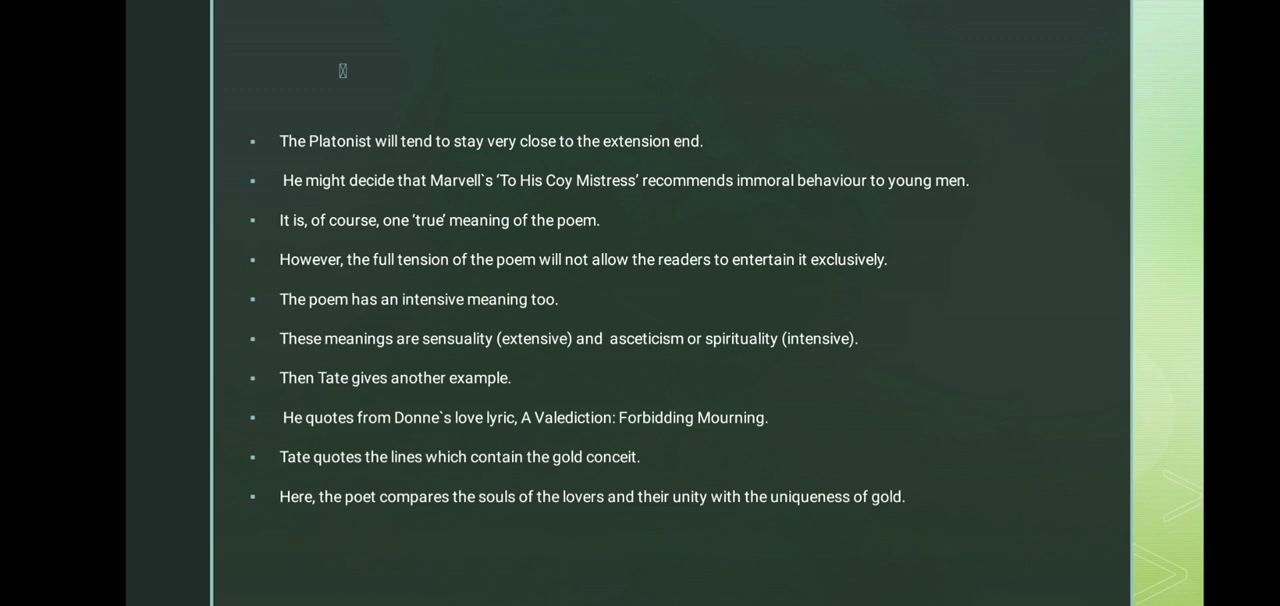 The Platonist will tend to stay very close to the extension end.
He might decide that Marvell`s ‘To His Coy Mistress’ recommends immoral behaviour to young men.
It is, of course, one ‘true’ meaning of the poem.
However, the full tension of the poem will not allow the readers to entertain it exclusively.
The poem has an intensive meaning too.
These meanings are sensuality (extensive) and  asceticism or spirituality (intensive).
Then Tate gives another example.
He quotes from Donne`s love lyric, A Valediction: Forbidding Mourning.
Tate quotes the lines which contain the gold conceit.
Here, the poet compares the souls of the lovers and their unity with the uniqueness of gold.